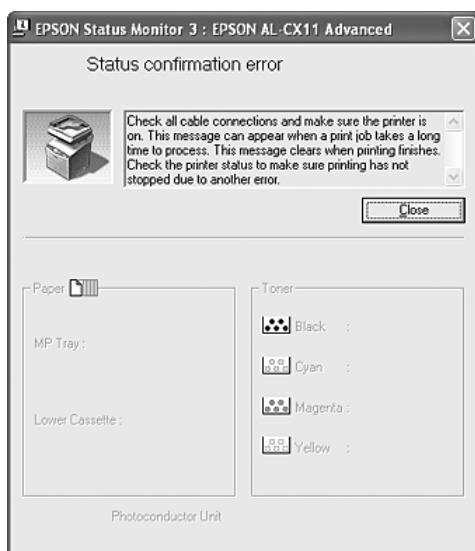 EPSON Status Monitor 3 : EPSON AL-CX11 Advanced
Status confirmation error
Check all cable connections and make sure the printer is
on. This message can appear when a print job takes a long
time to process. This message clears when printing finishes.
Check the printer status to make sure printing has not
stopped due to another error.
Close
Paper
MP Tray :
Lower Cassette :
Toner
Black :
Cyan :
Magenta :
Yellow :
Photoconductor Unit